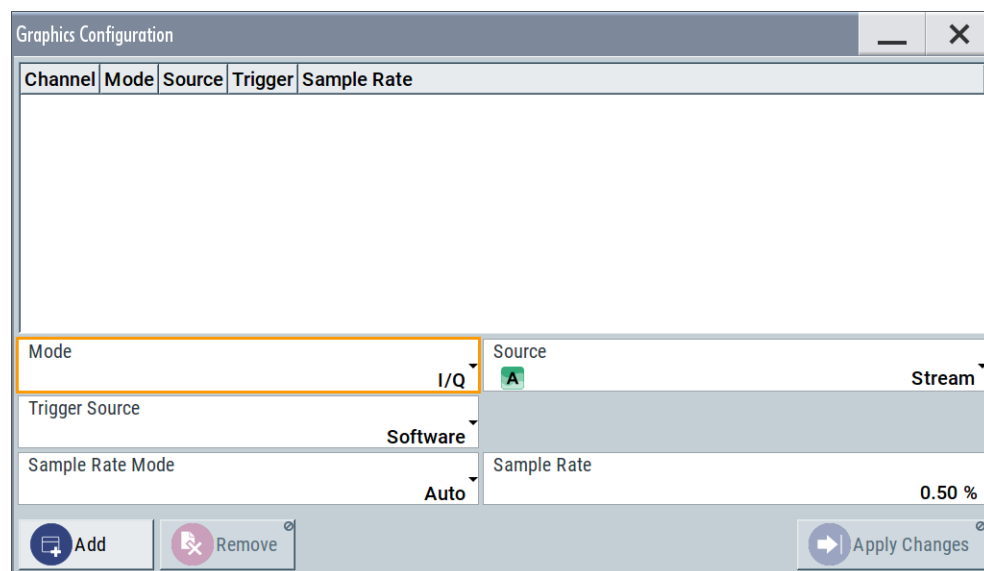 Graphics Configuration
Channel Mode Source Trigger Sample Rate
Mode
I/Q
Source
A Stream
Trigger Source
Software
Sample Rate Mode
Auto
Sample Rate
0.50 %
Add
Remove
Apply Changes